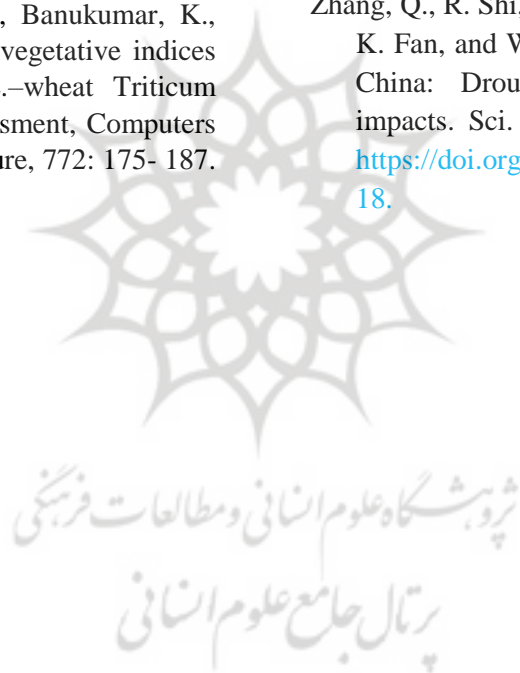 , Banukumar, K.,
vegetative indices
.–wheat Triticum
sment, Computers
ure, 772: 175- 187.
Zhang, Q., R. Shi,
K. Fan, and W
China: Drou
impacts. Sci.
https://doi.org
18.
پژوهشگاه علوم انسانی و مطالعات فرهنگی
پرتال جامع علوم انسانی